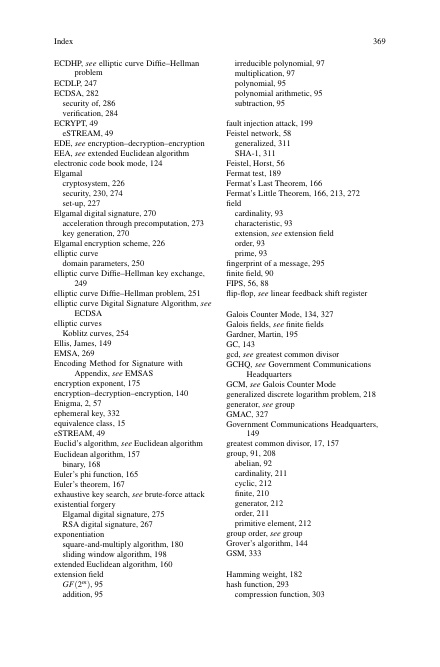 Index
369
ECDHP, see elliptic curve Diffie–Hellman
problem
ECDLP, 247
ECDSA, 282
security of, 286
verification, 284
ECRYPT, 49
eSTREAM, 49
EDE, see encryption–decryption–encryption
EEA, see extended Euclidean algorithm
electronic code book mode, 124
Elgamal
cryptosystem, 226
security, 230, 274
set-up, 227
Elgamal digital signature, 270
acceleration through precomputation, 273
key generation, 270
Elgamal encryption scheme, 226
elliptic curve
domain parameters, 250
elliptic curve Diffie–Hellman key exchange,
249
elliptic curve Diffie–Hellman problem, 251
elliptic curve Digital Signature Algorithm, see
ECDSA
elliptic curves
Koblitz curves, 254
Ellis, James, 149
EMSA, 269
Encoding Method for Signature with
Appendix, see EMSAS
encryption exponent, 175
encryption–decryption–encryption, 140
Enigma, 2, 57
ephemeral key, 332
equivalence class, 15
eSTREAM, 49
Euclid's algorithm, see Euclidean algorithm
Euclidean algorithm, 157
binary, 168
Euler's phi function, 165
Euler's theorem, 167
exhaustive key search, see brute-force attack
existential forgery
Elgamal digital signature, 275
RSA digital signature, 267
exponentiation
square-and-multiply algorithm, 180
sliding window algorithm, 198
extended Euclidean algorithm, 160
extension field
GF(2^m), 95
addition, 95
irreducible polynomial, 97
multiplication, 97
polynomial, 95
polynomial arithmetic, 95
subtraction, 95
fault injection attack, 199
Feistel network, 58
generalized, 311
SHA-1, 311
Feistel, Horst, 56
Fermat test, 189
Fermat's Last Theorem, 166
Fermat's Little Theorem, 166, 213, 272
field
cardinality, 93
characteristic, 93
extension, see extension field
order, 93
prime, 93
fingerprint of a message, 295
finite field, 90
FIPS, 56, 88
flip-flop, see linear feedback shift register
Galois Counter Mode, 134, 327
Galois fields, see finite fields
Gardner, Martin, 195
GC, 143
gcd, see greatest common divisor
GCHQ, see Government Communications
Headquarters
GCM, see Galois Counter Mode
generalized discrete logarithm problem, 218
generator, see group
GMAC, 327
Government Communications Headquarters,
149
greatest common divisor, 17, 157
group, 91, 208
abelian, 92
cardinality, 211
cyclic, 212
finite, 210
generator, 212
order, 211
primitive element, 212
group order, see group
Grover's algorithm, 144
GSM, 333
Hamming weight, 182
hash function, 293
compression function, 303